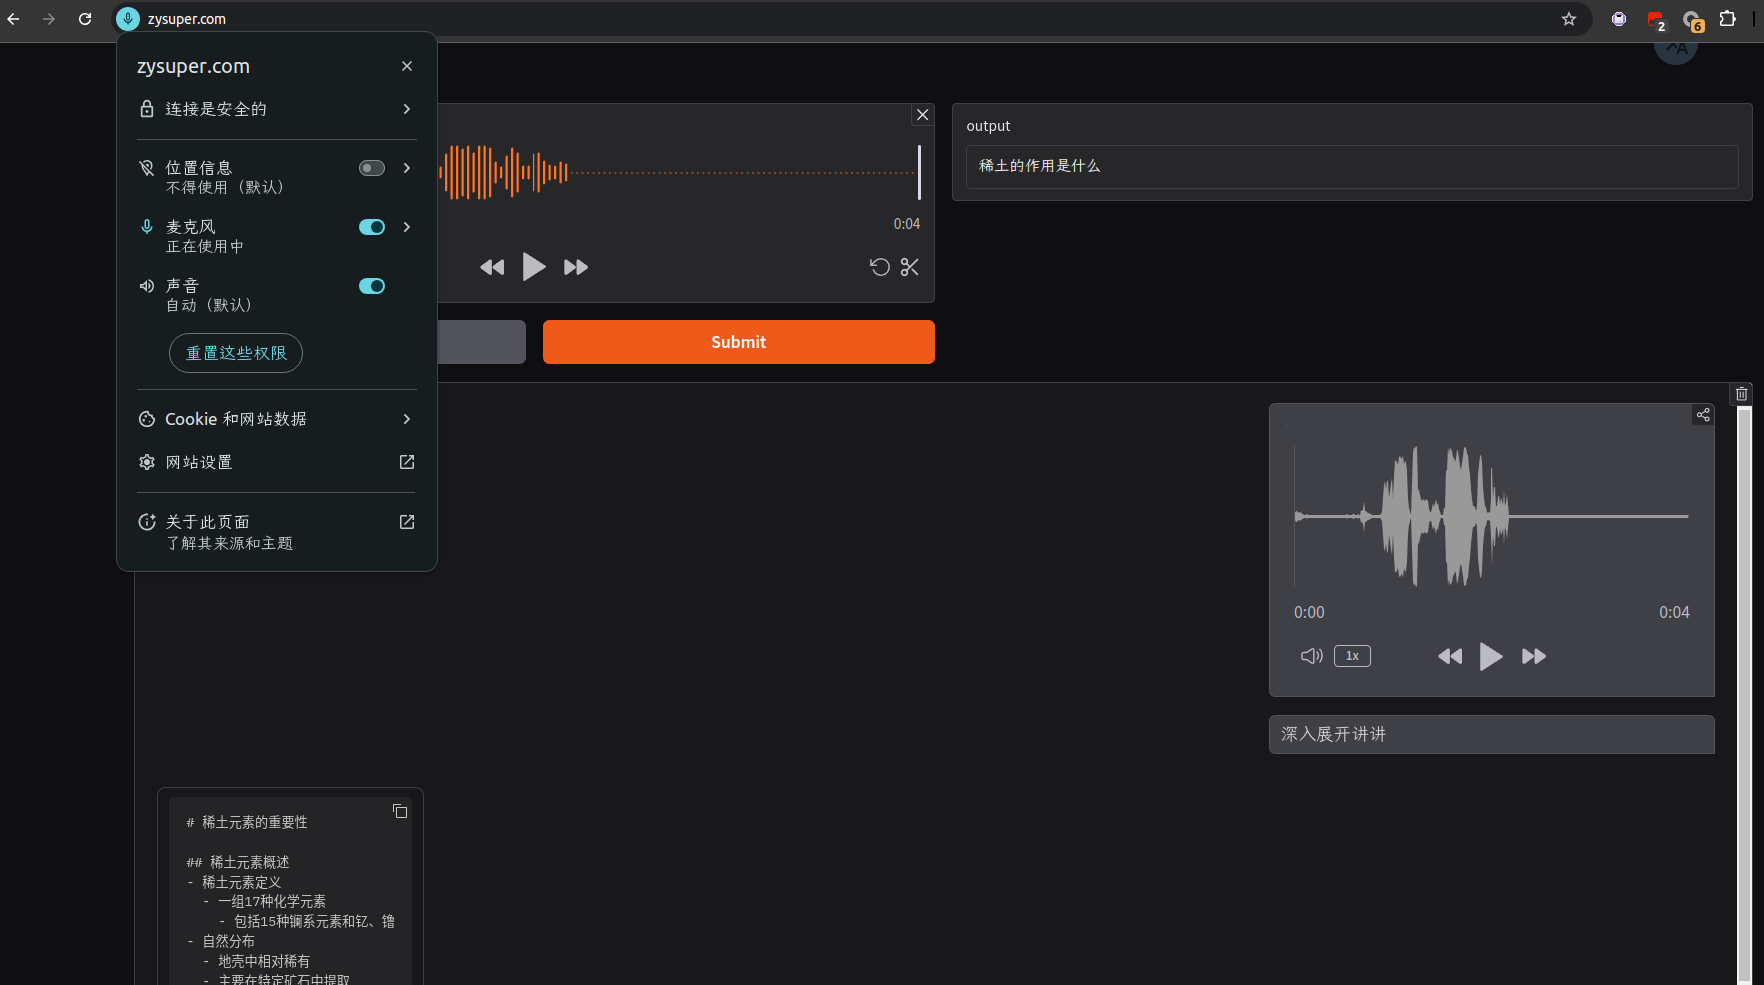 zysuper.com
2
6
zysuper.com
连接是安全的
位置信息
不得使用（默认）
麦克风
正在使用中
声音
自动（默认）
重置这些权限
Cookie 和网站数据
网站设置
关于此页面
了解其来源和主题
0:04
Submit
output
稀土的作用是什么
0:00
0:04
1x
深入展开讲讲
# 稀土元素的重要性
## 稀土元素概述
- 稀土元素定义
- 一组17种化学元素
- 包括15种镧系元素和钇、镥
- 自然分布
- 地壳中相对稀有
- 主要在特定矿石中提取